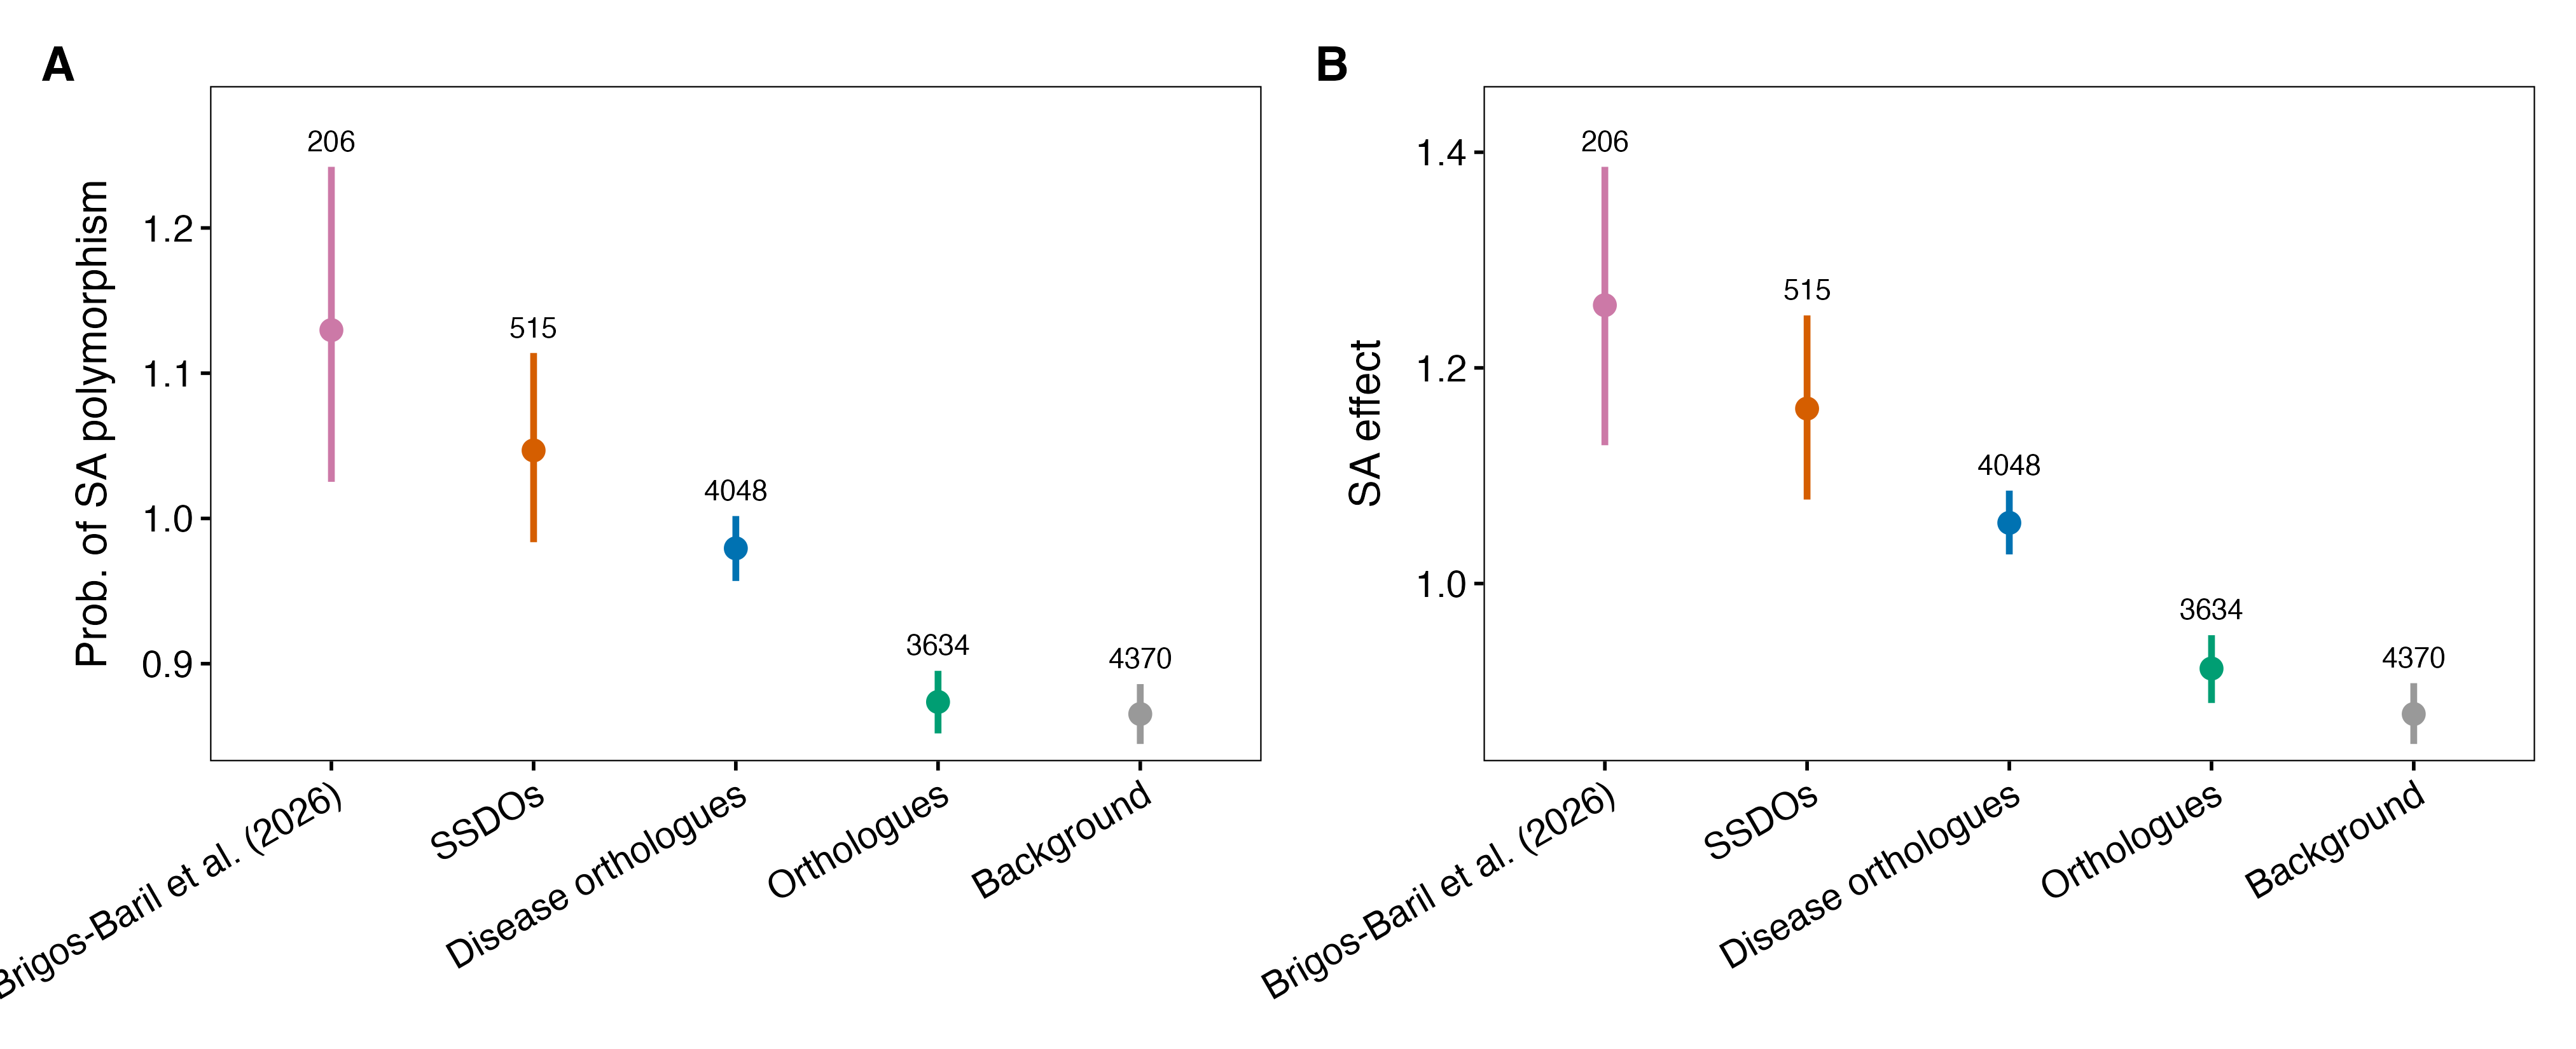 A
Prob. of SA polymorphism
1.2
1.1
1.0
0.9
206
515
4048
3634
4370
Brigos-Baril et al. (2026)
SSDOs
Disease orthologues
Orthologues
Background
B
SA effect
1.4
1.2
1.0
206
515
4048
3634
4370
Brigos-Baril et al. (2026)
SSDOs
Disease orthologues
Orthologues
Background